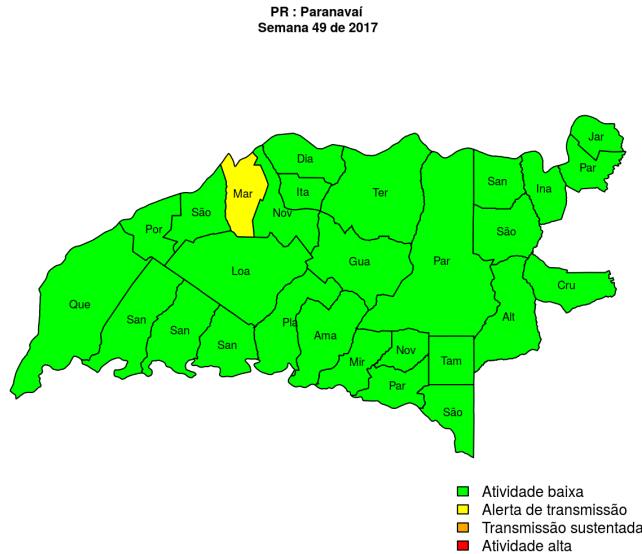 PR : Paranavaí
Semana 49 de 2017
Jar
Par
Dia
San
Ina
Mar
Ita
Ter
São
Nov
Por
São
Gua
Par
Loa
Cru
Que
San
San
San
Pla
Ama
Alt
Mir
Nov
Tam
Par
São
Atividade baixa
Alerta de transmissão
Transmissão sustentada
Atividade alta